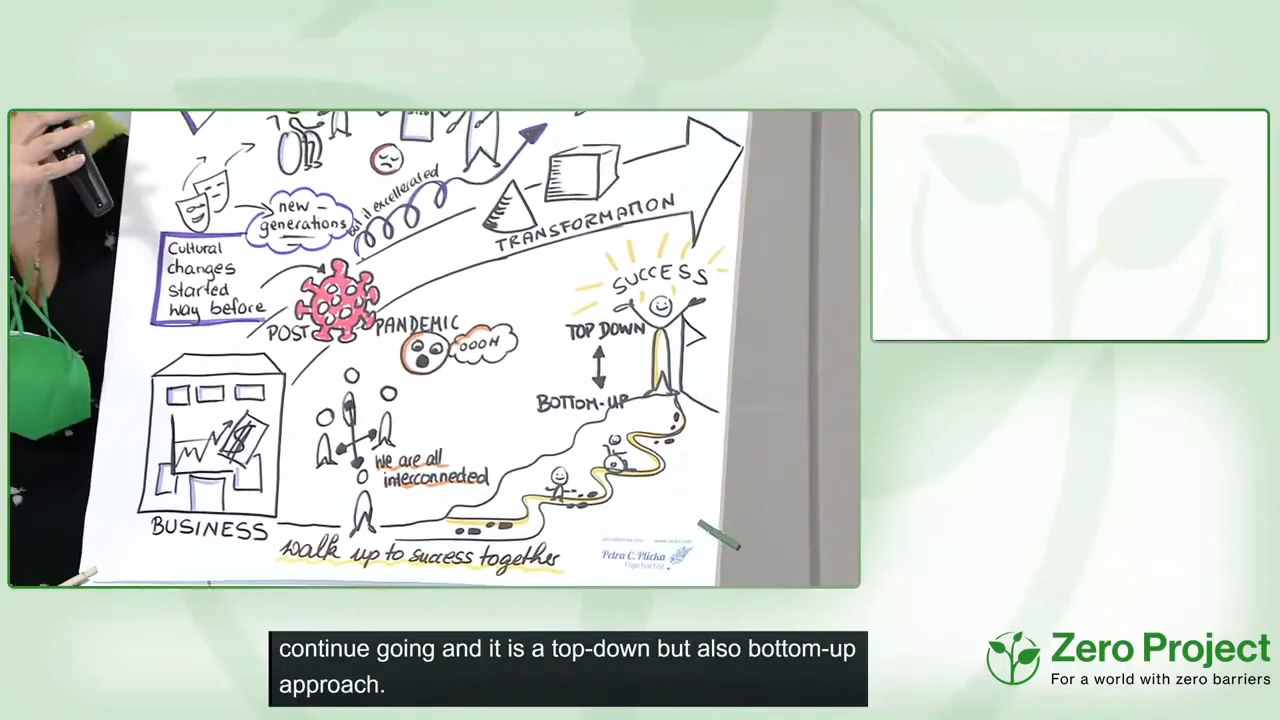 but it excellerated
new -
generations
TRANSFORMATION
Cultural
changes
started
way before
SUCCESS
POST PANDEMIC
OOOH
TOP DOWN
BOTTOM-UP
$
we are all
interconnected
BUSINESS
walk up to success together
Petra C. Plicka
Flipchartist
continue going and it is a top-down but also bottom-up
approach.
Zero Project
For a world with zero barriers